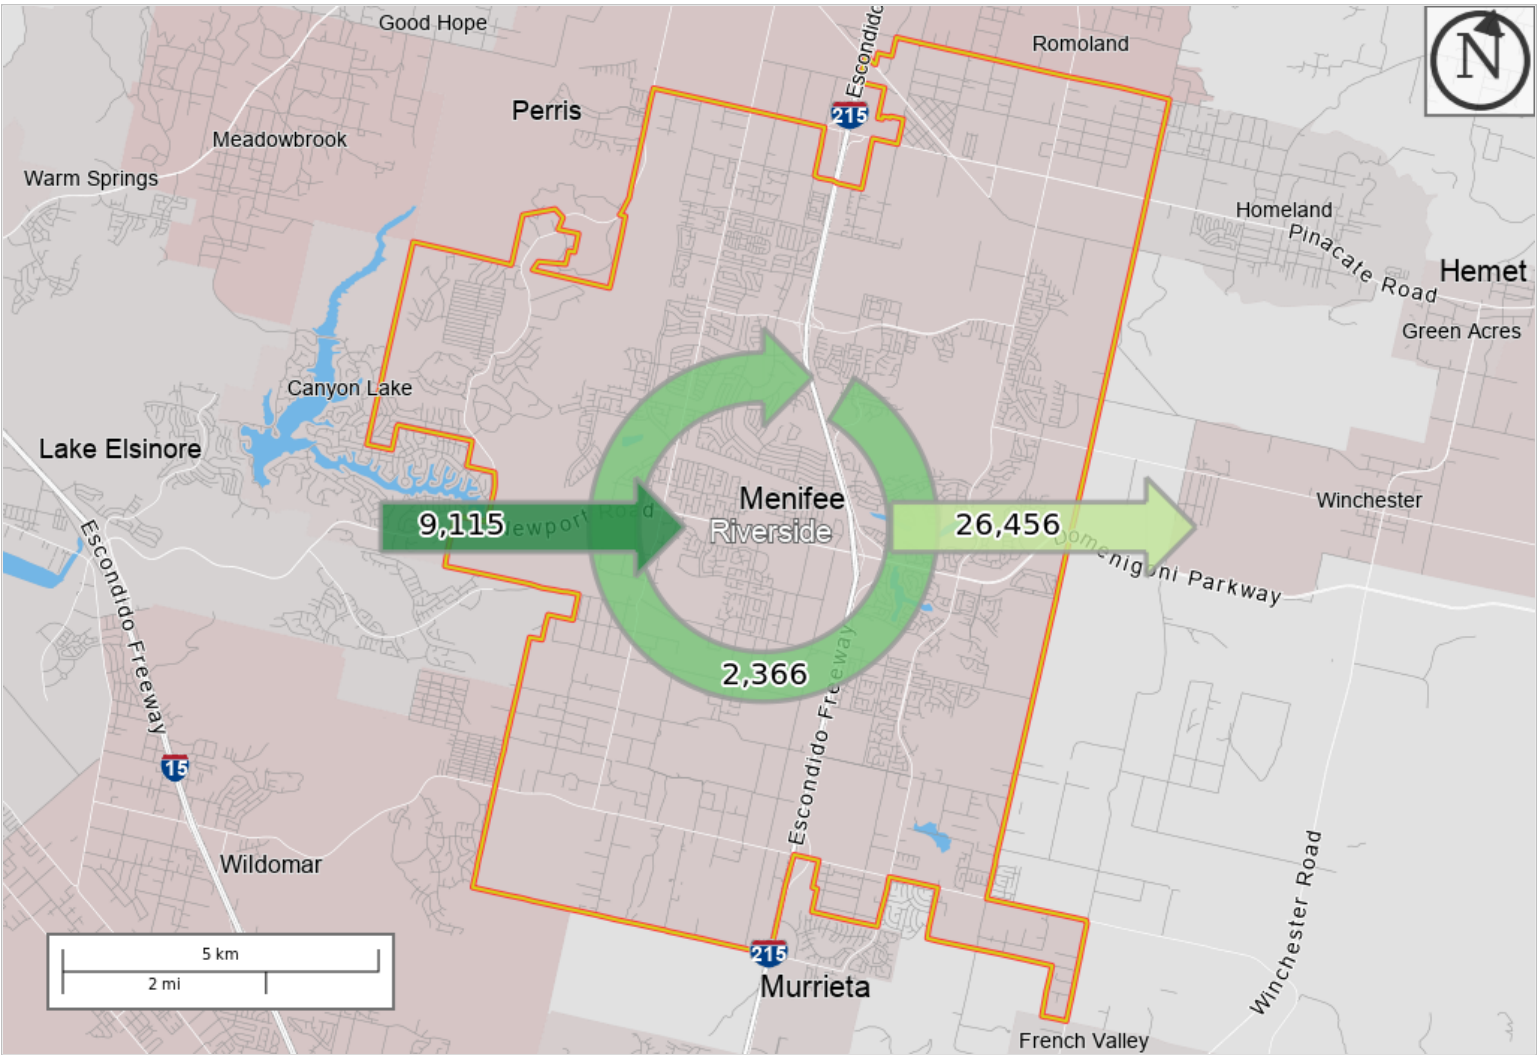 Good Hope
Escondido
Romoland
N
Perris
215
Meadowbrook
Warm Springs
Homeland
Pinacate Road
Hemet
Green Acres
Canyon Lake
Lake Elsinore
Menifee
Winchester
9,115
Newport Road
Riverside
26,456
Domenigoni Parkway
Escondido Freeway
2,366
Escondido Freeway
15
Wildomar
Winchester Road
5 km
2 mi
215
Murrieta
French Valley